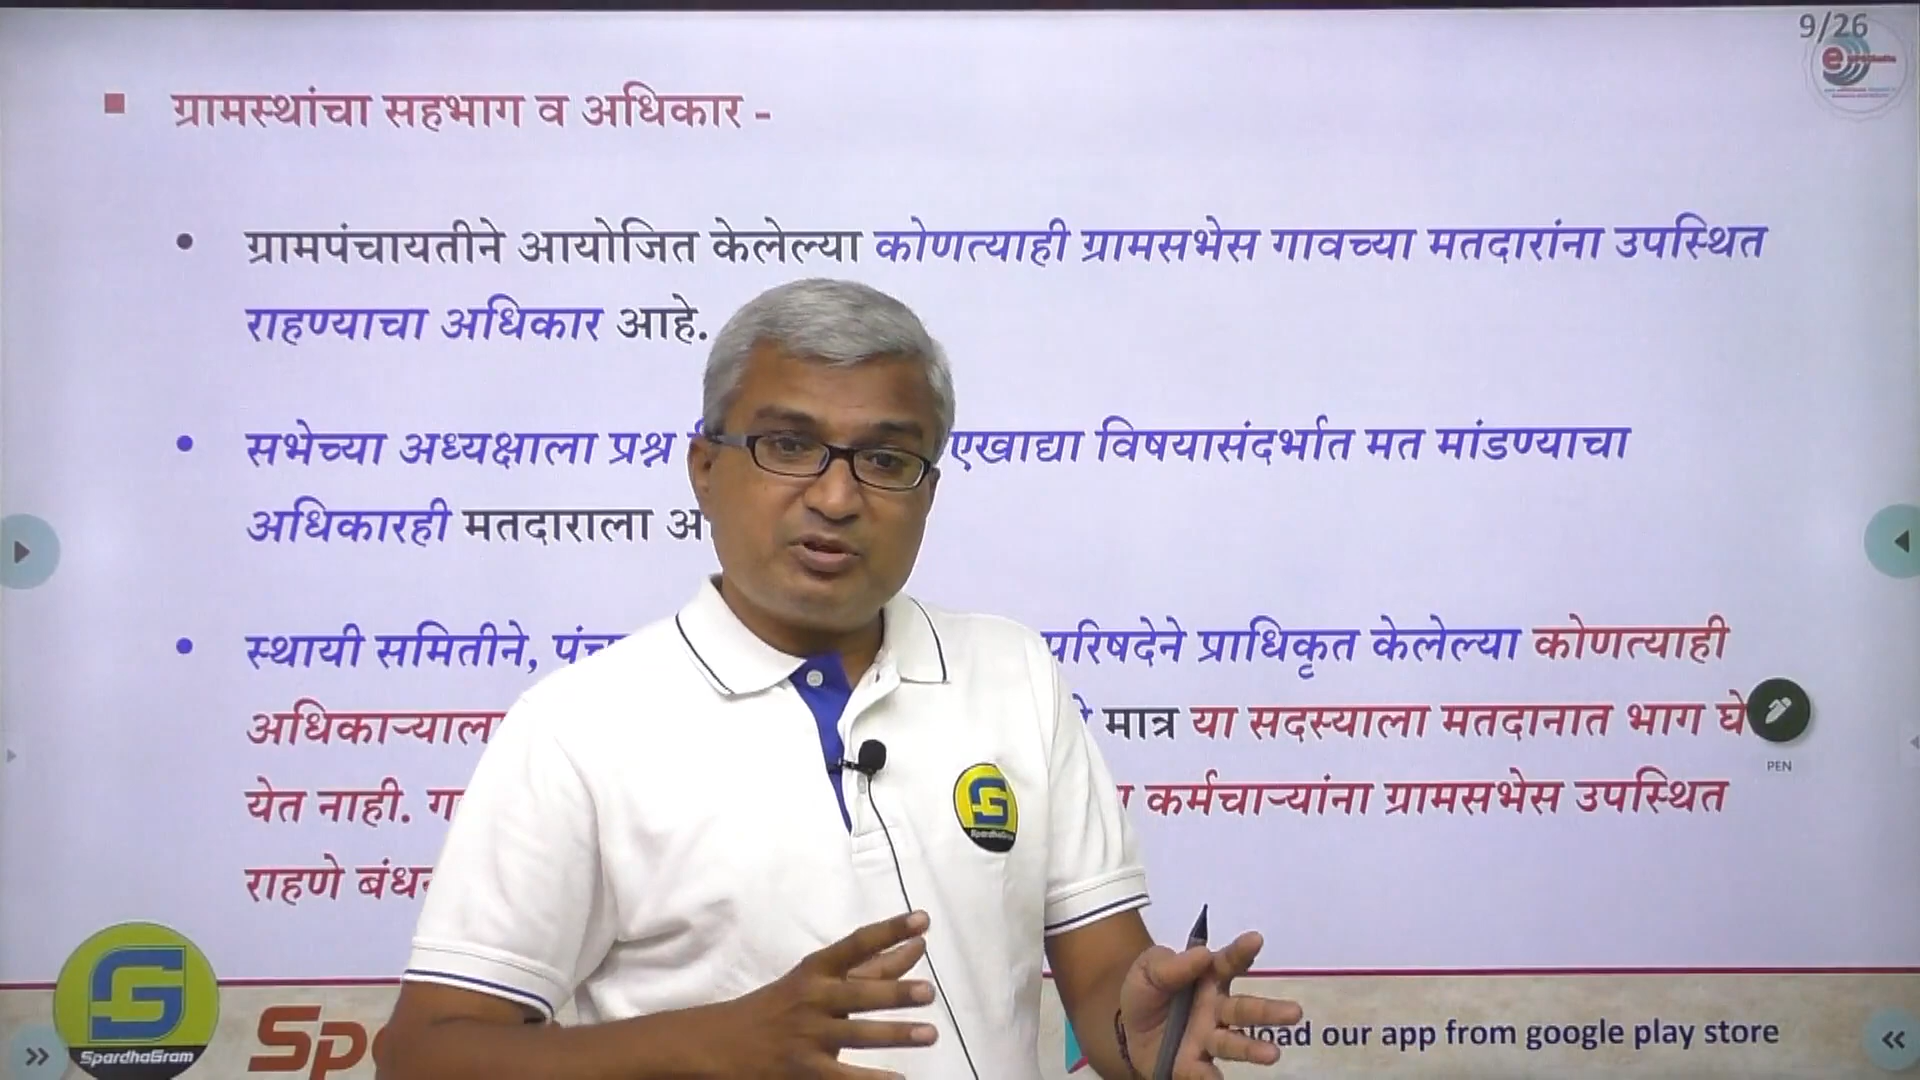 9/26
▪ ग्रामस्थांचा सहभाग व अधिकार -
• ग्रामपंचायतीने आयोजित केलेल्या कोणत्याही ग्रामसभेस गावच्या मतदारांना उपस्थित
राहण्याचा अधिकार आहे.
• सभेच्या अध्यक्षाला प्रश्न एखाद्या विषयासंदर्भात मत मांडण्याचा
अधिकारही मतदाराला
• स्थायी समितीने, परिषदेने प्राधिकृत केलेल्या कोणत्याही
मात्र या सदस्याला मतदानात भाग
PEN
येत नाही. कर्मचाऱ्यांना ग्रामसभेस उपस्थित
राहणे
SpardhaGram
SpardhaGram
our app from google play store